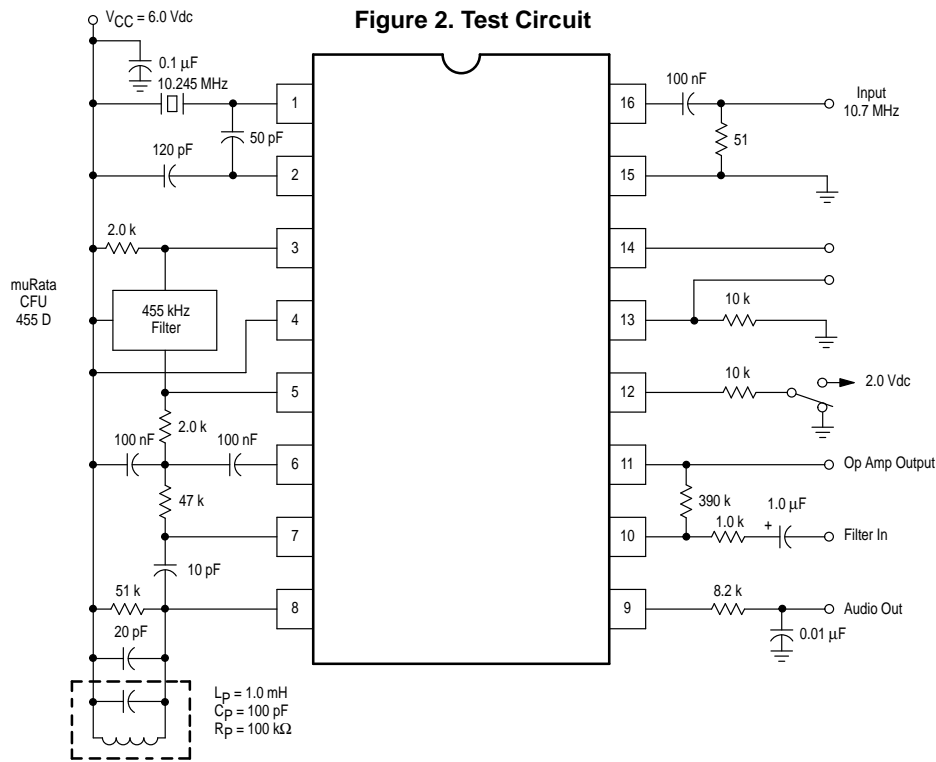 Figure 2. Test Circuit
VCC = 6.0 Vdc
0.1 µF
10.245 MHz
50 pF
120 pF
2.0 k
muRata
CFU
455 D
455 kHz
Filter
2.0 k
100 nF
100 nF
47 k
10 pF
51 k
20 pF
LP = 1.0 mH
CP = 100 pF
RP = 100 kΩ
1
2
3
4
5
6
7
8
16
15
14
13
12
11
10
9
100 nF
Input
10.7 MHz
51
10 k
10 k
2.0 Vdc
Op Amp Output
390 k
1.0 µF
+
1.0 k
Filter In
8.2 k
Audio Out
0.01 µF